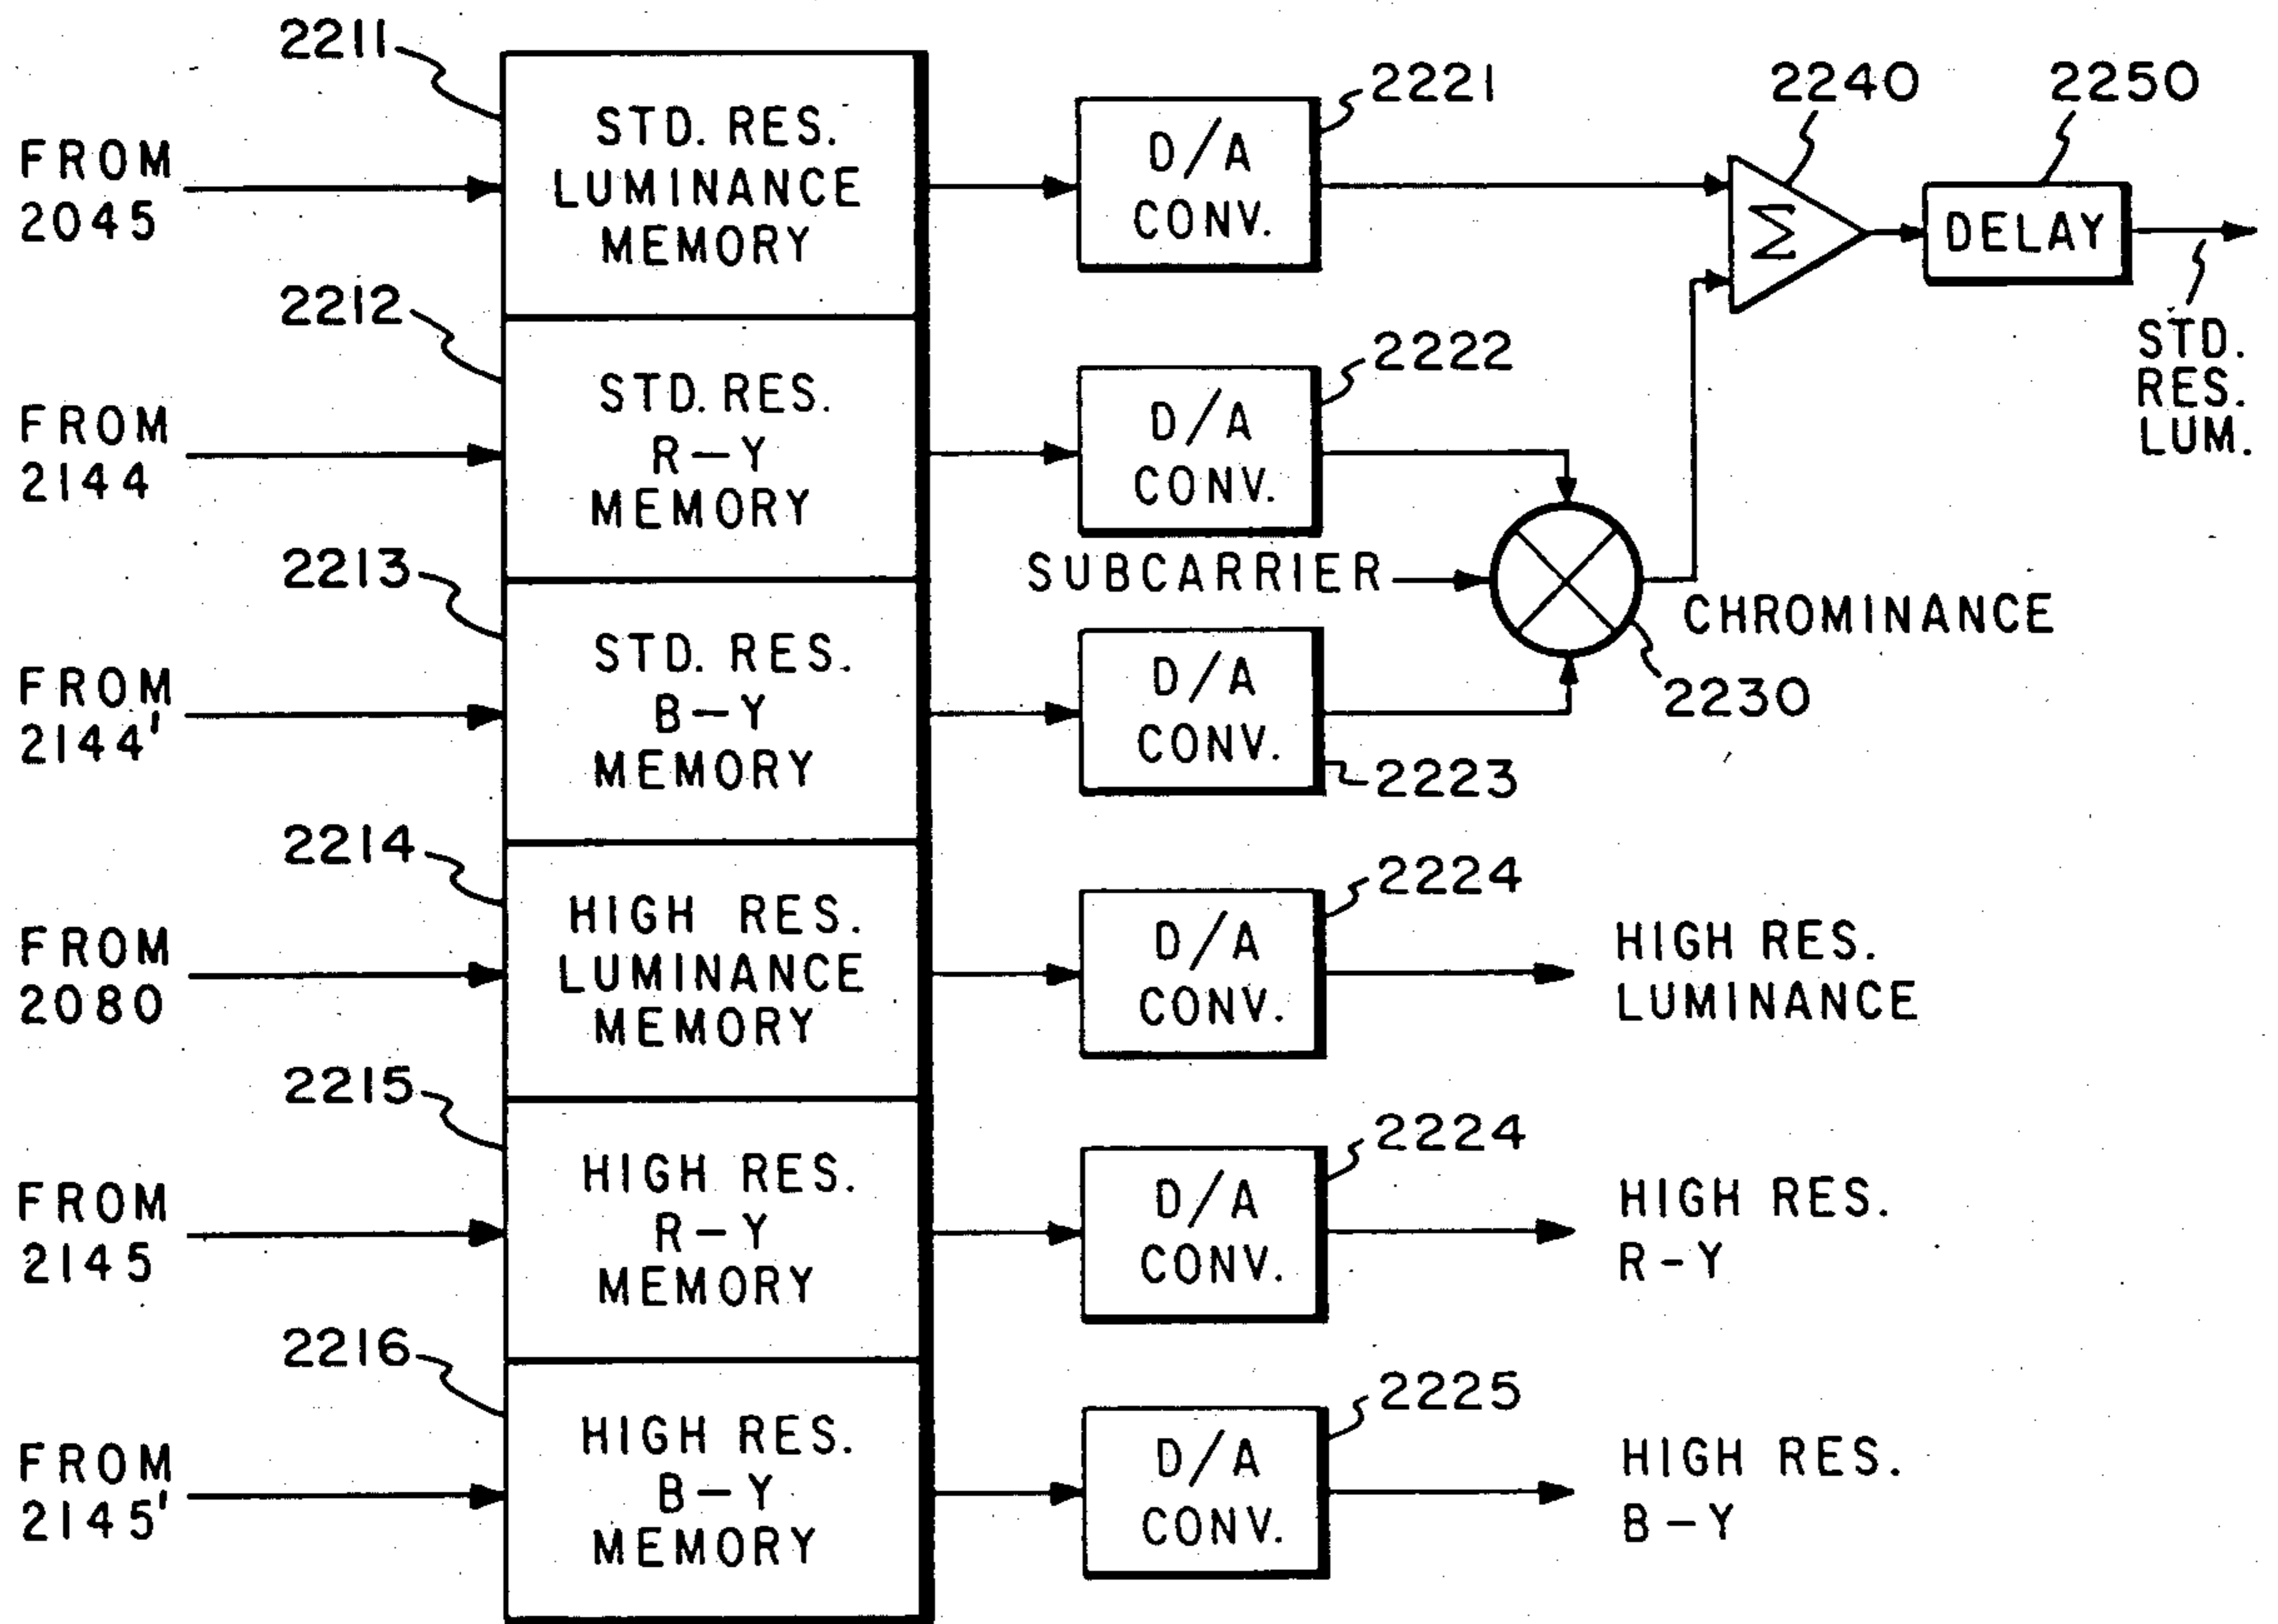 2211
FROM
2045
STD. RES.
LUMINANCE
MEMORY
D/A
CONV.
2221
2240
Σ
2250
DELAY
STD.
RES.
LUM.
2212
FROM
2144
STD. RES.
R-Y
MEMORY
D/A
CONV.
2222
SUBCARRIER
CHROMINANCE
2230
2213
FROM
2144'
STD. RES.
B-Y
MEMORY
D/A
CONV.
2223
2214
FROM
2080
HIGH RES.
LUMINANCE
MEMORY
D/A
CONV.
2224
HIGH RES.
LUMINANCE
2215
FROM
2145
HIGH RES.
R-Y
MEMORY
D/A
CONV.
2224
HIGH RES.
R-Y
2216
FROM
2145'
HIGH RES.
B-Y
MEMORY
D/A
CONV.
2225
HIGH RES.
B-Y